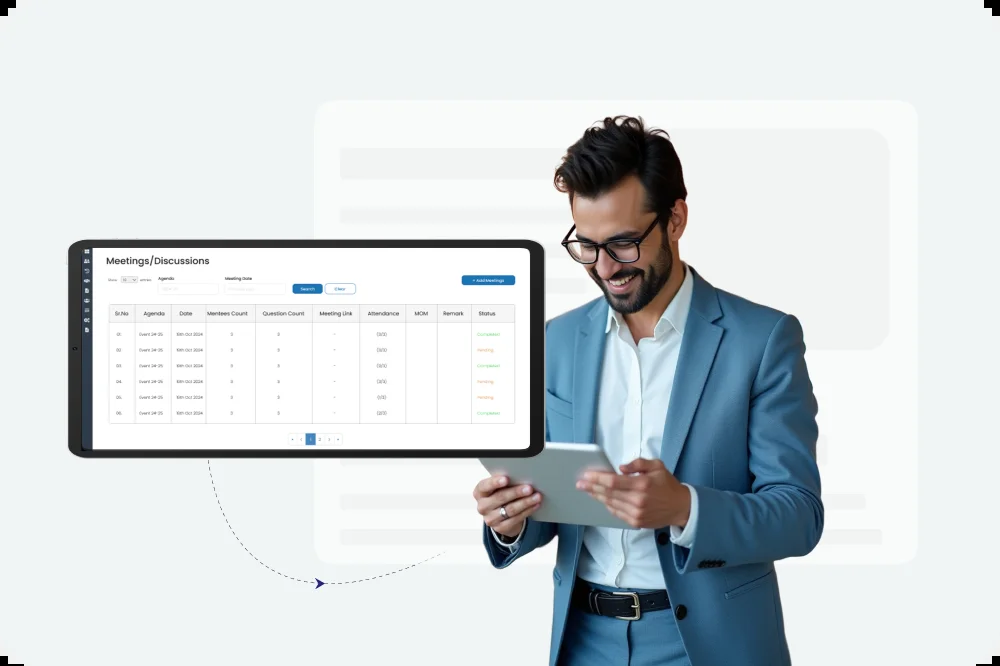 Meetings/Discussions
Show 10 entries Agenda Meeting Date
Search Clear + Add Meetings
Sr.No Agenda Date Mentees Count Question Count Meeting Link Attendance MOM Remark Status
01. Event 24-25 10th Oct 2024 3 3 - (3/3) Completed
02. Event 24-25 10th Oct 2024 3 3 - (3/3) Pending
03. Event 24-25 10th Oct 2024 3 3 - (3/3) Completed
04. Event 24-25 10th Oct 2024 3 3 - (3/3) Pending
05. Event 24-25 10th Oct 2024 3 3 - (1/3) Pending
06. Event 24-25 10th Oct 2024 3 3 - (2/3) Completed
« ‹ 1 2 3 »